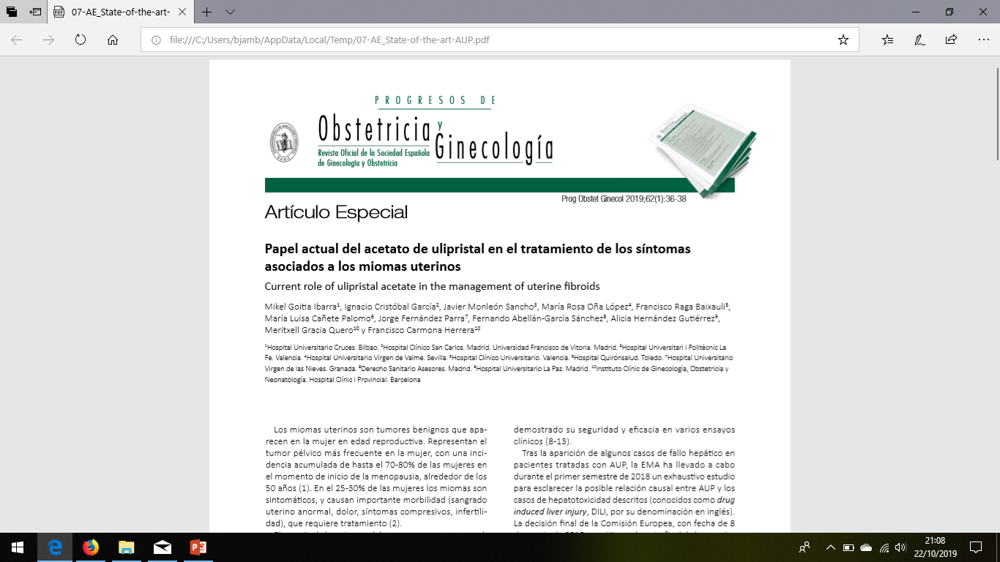 07-AE_State-of-the-art-
file:///C:/Users/bjamb/AppData/Local/Temp/07-AE_State-of-the-art-AUP.pdf
PROGRESOS DE
Obstetricia y Ginecología
Revista Oficial de la Sociedad Española
de Ginecología y Obstetricia
Prog Obstet Ginecol 2019;62(1):36-38
Artículo Especial
Papel actual del acetato de ulipristal en el tratamiento de los síntomas
asociados a los miomas uterinos
Current role of ulipristal acetate in the management of uterine fibroids
Mikel Goitia Ibarra¹, Ignacio Cristóbal García², Javier Monleón Sancho³, María Rosa Oña López⁴, Francisco Raga Baixauli⁵,
María Luisa Cañete Palomo⁶, Jorge Fernández Parra⁷, Fernando Abellán-García Sánchez⁸, Alicia Hernández Gutiérrez⁹,
Meritxell Gracia Quero¹⁰ y Francisco Carmona Herrera¹⁰
¹Hospital Universitario Cruces. Bilbao. ²Hospital Clínico San Carlos. Madrid. Universidad Francisco de Vitoria. Madrid. ³Hospital Universitari i Politècnic La
Fe. Valencia. ⁴Hospital Universitario Virgen de Valme. Sevilla. ⁵Hospital Clínico Universitario. Valencia. ⁶Hospital Quirónsalud. Toledo. ⁷Hospital Universitario
Virgen de las Nieves. Granada. ⁸Derecho Sanitario Asesores. Madrid. ⁹Hospital Universitario La Paz. Madrid. ¹⁰Instituto Clínic de Ginecología, Obstetricia y
Neonatología. Hospital Clínic i Provincial. Barcelona
Los miomas uterinos son tumores benignos que apa-
recen en la mujer en edad reproductiva. Representan el
tumor pélvico más frecuente en la mujer, con una inci-
dencia acumulada de hasta el 70-80% de las mujeres en
el momento de inicio de la menopausia, alrededor de los
50 años (1). En el 25-30% de las mujeres los miomas son
sintomáticos, y causan importante morbilidad (sangrado
uterino anormal, dolor, síntomas compresivos, infertili-
dad), que requiere tratamiento (2).
demostrado su seguridad y eficacia en varios ensayos
clínicos (8-13).
Tras la aparición de algunos casos de fallo hepático en
pacientes tratadas con AUP, la EMA ha llevado a cabo
durante el primer semestre de 2018 un exhaustivo estudio
para esclarecer la posible relación causal entre AUP y los
casos de hepatotoxicidad descritos (conocidos como drug
induced liver injury, DILI, por su denominación en inglés).
La decisión final de la Comisión Europea, con fecha de 8
21:08
22/10/2019